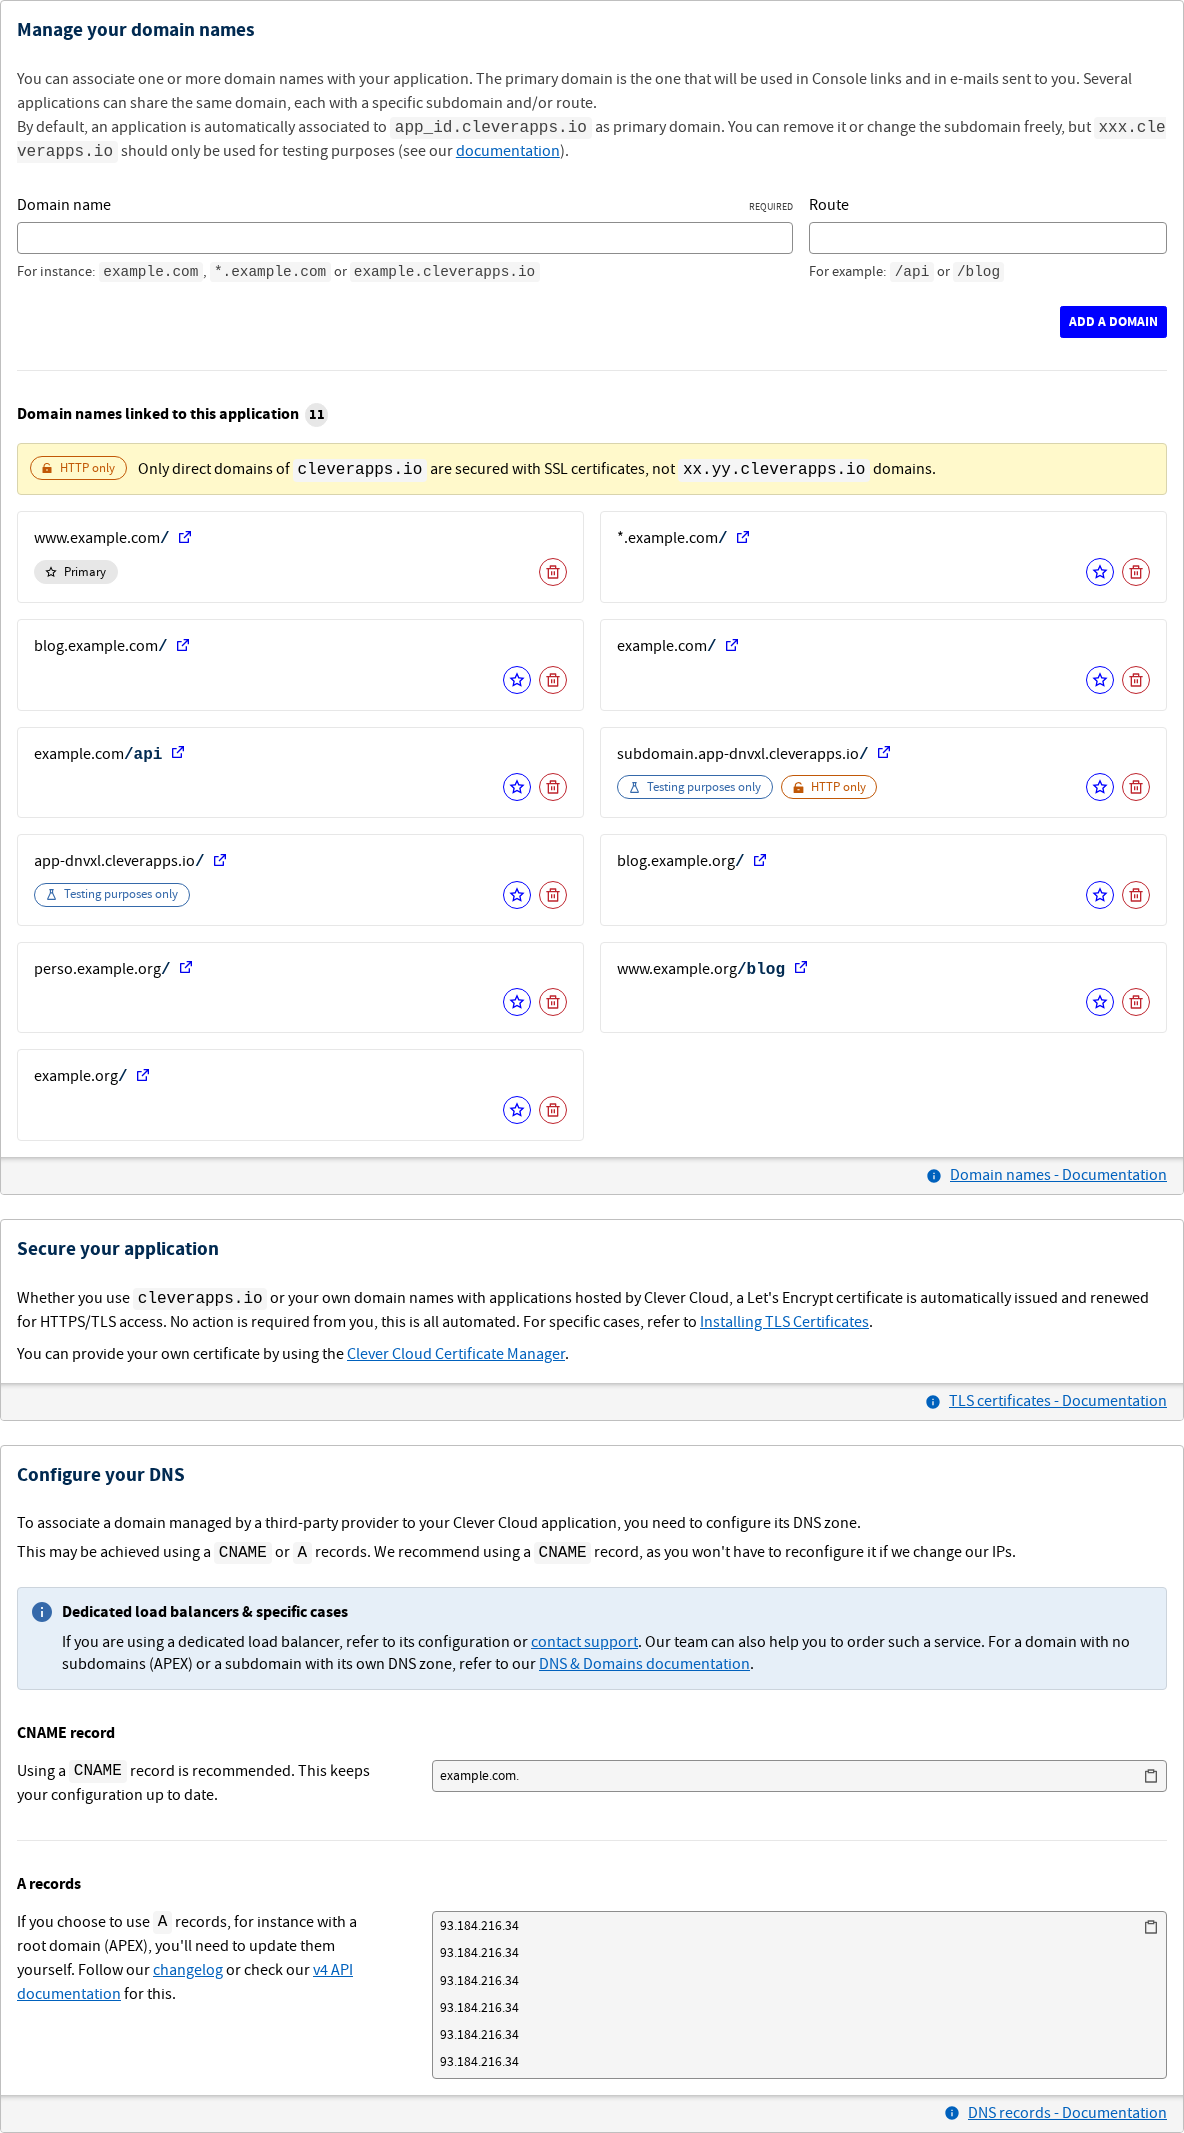 Manage your domain names
You can associate one or more domain names with your application. The primary domain is the one that will be used in Console links and in e-mails sent to you. Several
applications can share the same domain, each with a specific subdomain and/or route.
By default, an application is automatically associated to app_id.cleverapps.io as primary domain. You can remove it or change the subdomain freely, but xxx.cle
verapps.io should only be used for testing purposes (see our documentation).
Domain name REQUIRED Route
For instance: example.com, *.example.com or example.cleverapps.io For example: /api or /blog
ADD A DOMAIN
Domain names linked to this application 11
HTTP only Only direct domains of cleverapps.io are secured with SSL certificates, not xx.yy.cleverapps.io domains.
www.example.com/ *.example.com/
Primary
blog.example.com/ example.com/
example.com/api subdomain.app-dnvxl.cleverapps.io/
Testing purposes only HTTP only
app-dnvxl.cleverapps.io/ blog.example.org/
Testing purposes only
perso.example.org/ www.example.org/blog
example.org/
Domain names - Documentation
Secure your application
Whether you use cleverapps.io or your own domain names with applications hosted by Clever Cloud, a Let's Encrypt certificate is automatically issued and renewed
for HTTPS/TLS access. No action is required from you, this is all automated. For specific cases, refer to Installing TLS Certificates.
You can provide your own certificate by using the Clever Cloud Certificate Manager.
TLS certificates - Documentation
Configure your DNS
To associate a domain managed by a third-party provider to your Clever Cloud application, you need to configure its DNS zone.
This may be achieved using a CNAME or A records. We recommend using a CNAME record, as you won't have to reconfigure it if we change our IPs.
Dedicated load balancers & specific cases
If you are using a dedicated load balancer, refer to its configuration or contact support. Our team can also help you to order such a service. For a domain with no
subdomains (APEX) or a subdomain with its own DNS zone, refer to our DNS & Domains documentation.
CNAME record
Using a CNAME record is recommended. This keeps
your configuration up to date.
example.com.
A records
If you choose to use A records, for instance with a
root domain (APEX), you'll need to update them
yourself. Follow our changelog or check our v4 API
documentation for this.
93.184.216.34
93.184.216.34
93.184.216.34
93.184.216.34
93.184.216.34
93.184.216.34
DNS records - Documentation